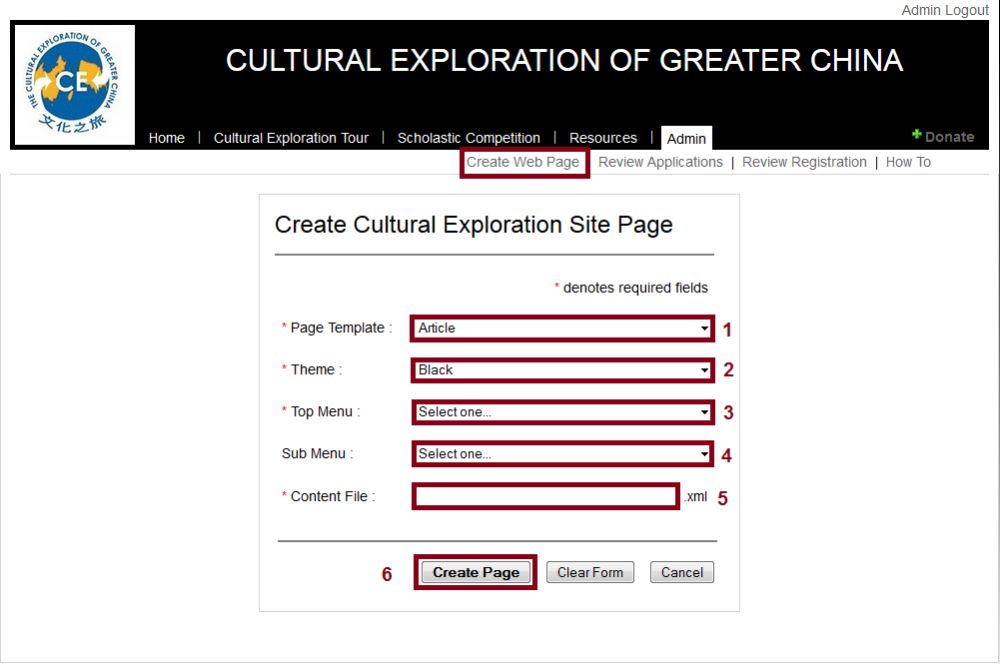 Admin Logout
THE CULTURAL EXPLORATION OF GREATER CHINA
CE
文化之旅
CULTURAL EXPLORATION OF GREATER CHINA
Home | Cultural Exploration Tour | Scholastic Competition | Resources | Admin
Donate
Create Web Page Review Applications | Review Registration | How To
Create Cultural Exploration Site Page
* denotes required fields
* Page Template : Article 1
* Theme : Black 2
* Top Menu : Select one... 3
Sub Menu : Select one... 4
* Content File : .xml 5
6 Create Page Clear Form Cancel